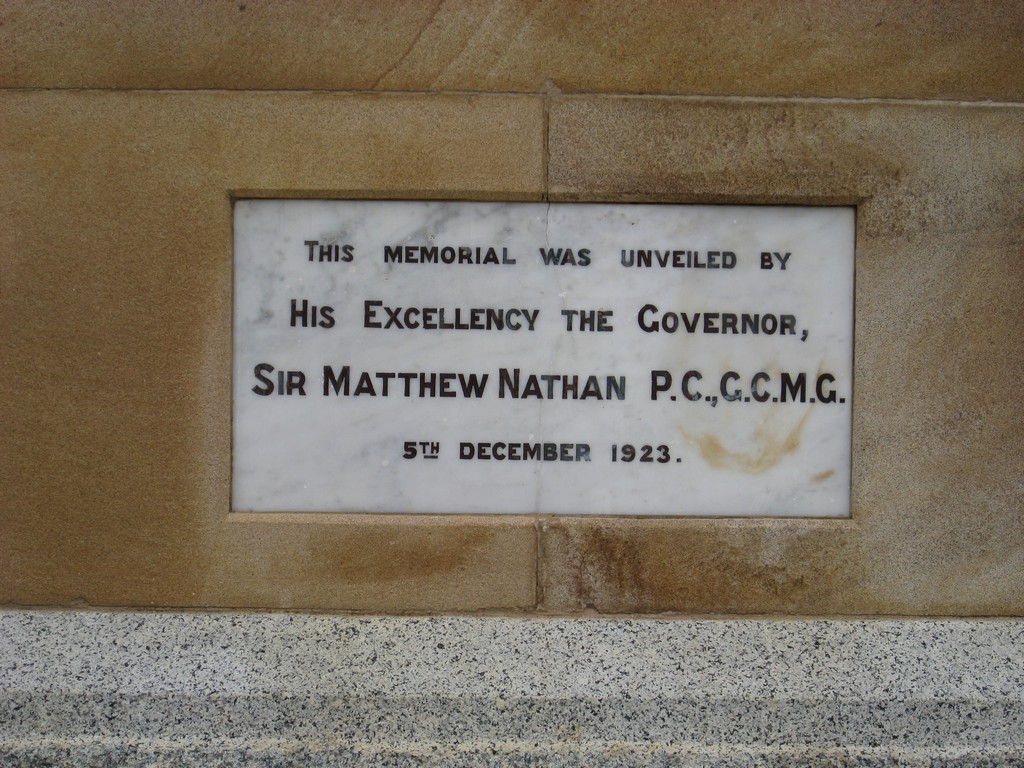 THIS MEMORIAL WAS UNVEILED BY
HIS EXCELLENCY THE GOVERNOR,
SIR MATTHEW NATHAN P.C.,G.C.M.G.
5TH DECEMBER 1923.